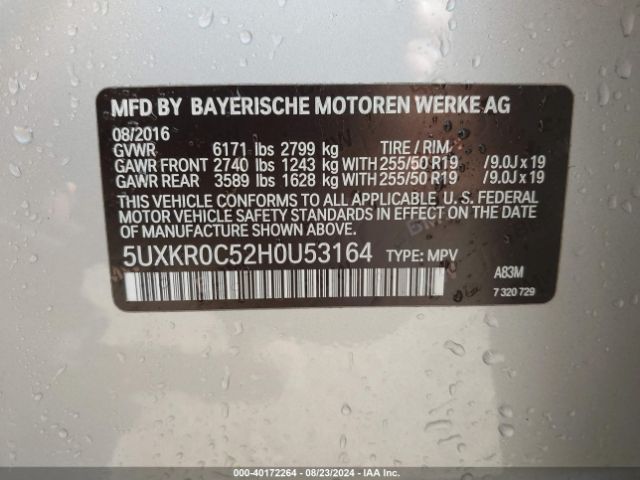 MFD BY BAYERISCHE MOTOREN WERKE AG
08/2016
GVWR 6171 lbs 2799 kg TIRE / RIM
GAWR FRONT 2740 lbs 1243 kg WITH 255/50 R19 /9.0J x 19
GAWR REAR 3589 lbs 1628 kg WITH 255/50 R19 /9.0J x 19
THIS VEHICLE CONFORMS TO ALL APPLICABLE U. S. FEDERAL
MOTOR VEHICLE SAFETY STANDARDS IN EFFECT ON THE
DATE OF MANUFACTURE SHOWN ABOVE.
5UXKR0C52H0U53164 TYPE: MPV
A83M
7 320 729
000-40172264 - 08/23/2024 - IAA Inc.